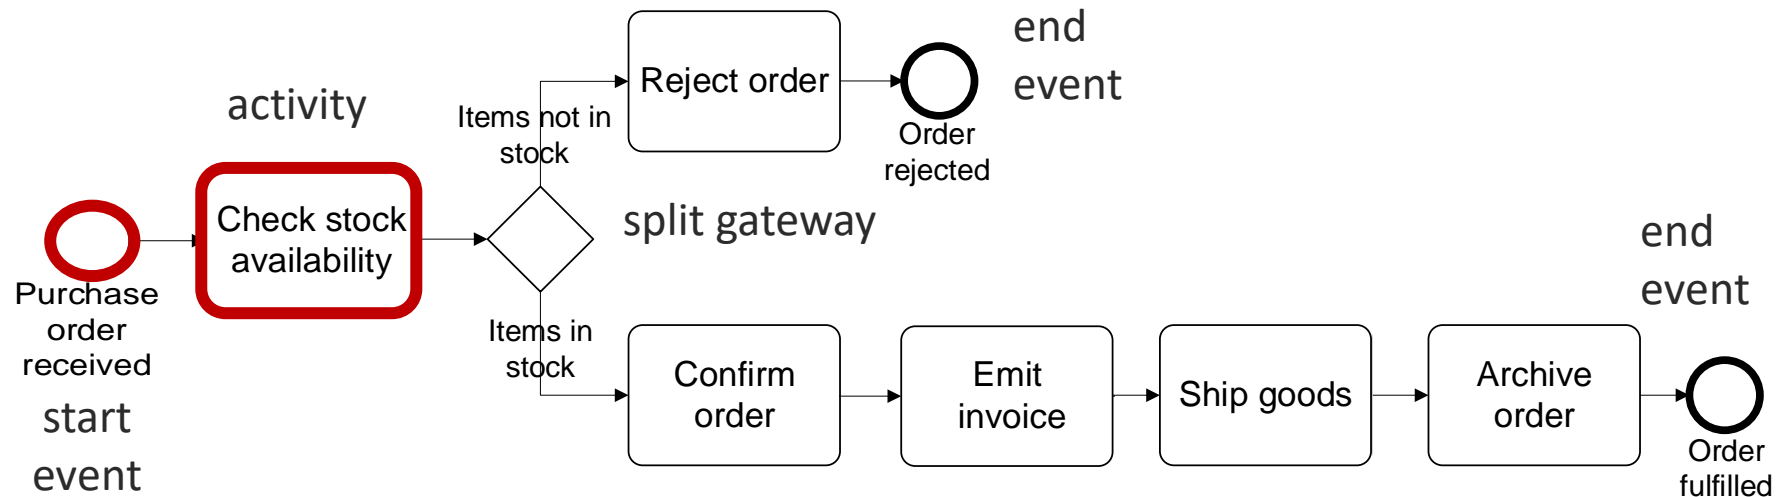 end
event
Reject order
activity
Items not in
stock
Order
rejected
Check stock
availability
split gateway
end
event
Purchase
order
received
Items in
stock
Confirm
order
Emit
invoice
Ship goods
Archive
order
start
event
Order
fulfilled